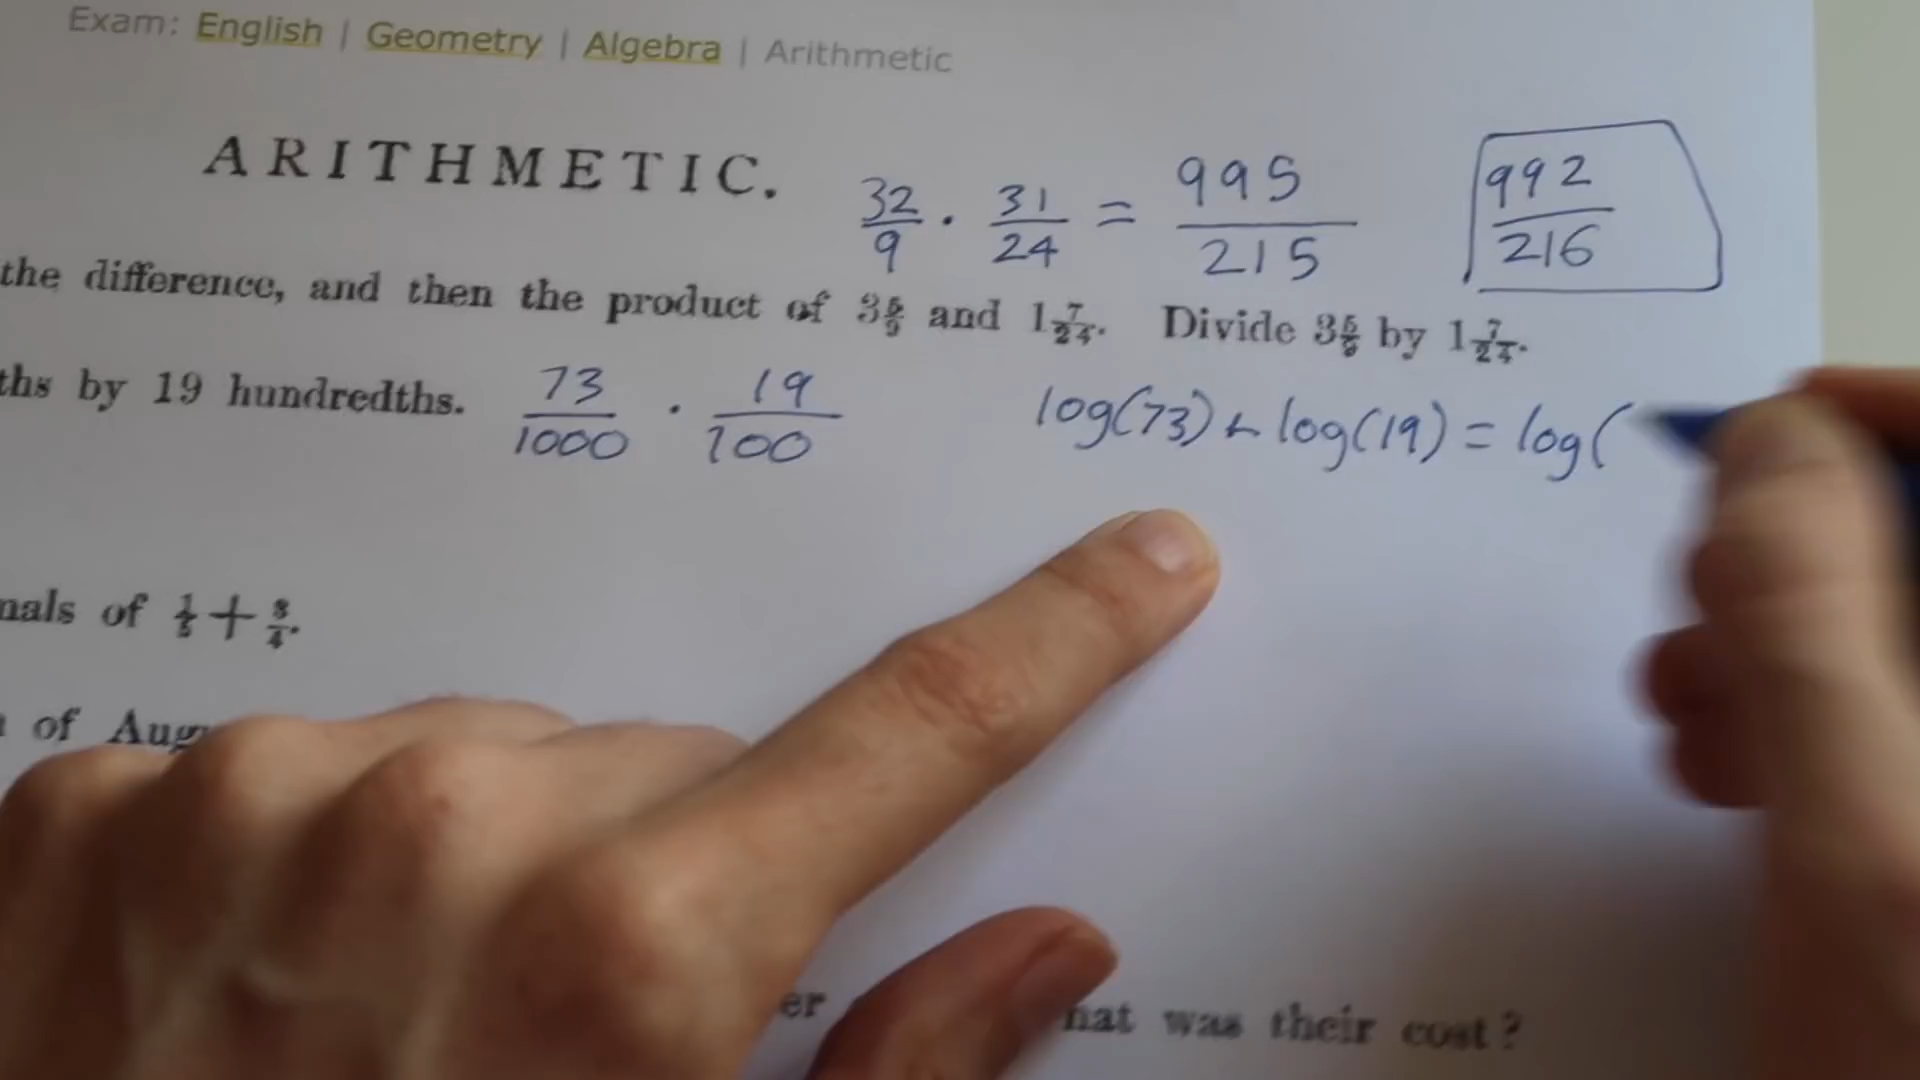 Exam: English | Geometry | Algebra | Arithmetic
ARITHMETIC.
32/9 · 31/24 = 995/215
992/216
the difference, and then the product of 3 5/9 and 1 7/24. Divide 3 5/9 by 1 7/24.
ths by 19 hundredths.
73/1000 · 19/100
log(73) + log(19) = log(
nals of 1/5 + 3/4.
of Aug
er
hat was their cost?